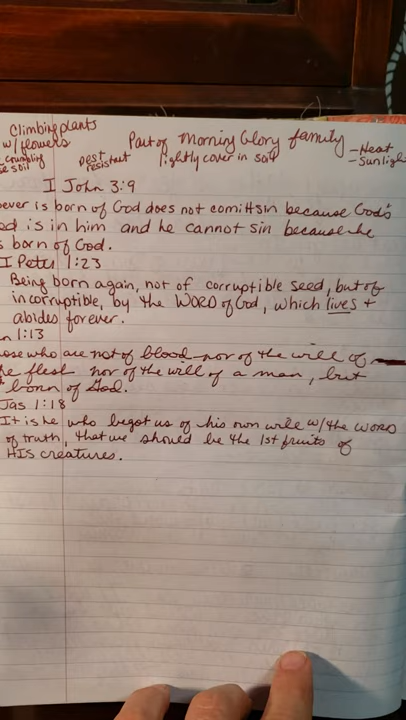 Climbing plants
w/ flowers
Part of Morning Glory family
- Heat
- crumbling
pest
lightly cover in soil
- Sunligh
se soil
resistant
I John 3:9
ever is born of God does not comitt sin because God's
ed is in him and he cannot sin because he
s born of God.
I Peter 1:23
Being born again, not of corruptible seed, but of
incorruptible, by the WORD of God, which lives +
abides forever.
n 1:13
ose who are not of blood nor of the will of
he flesh nor of the will of a man, but
born of God.
Jas 1:18
It is he who begot us of his own will w/ the WORD
of truth, that we should be the 1st fruits of
HIS creatures.